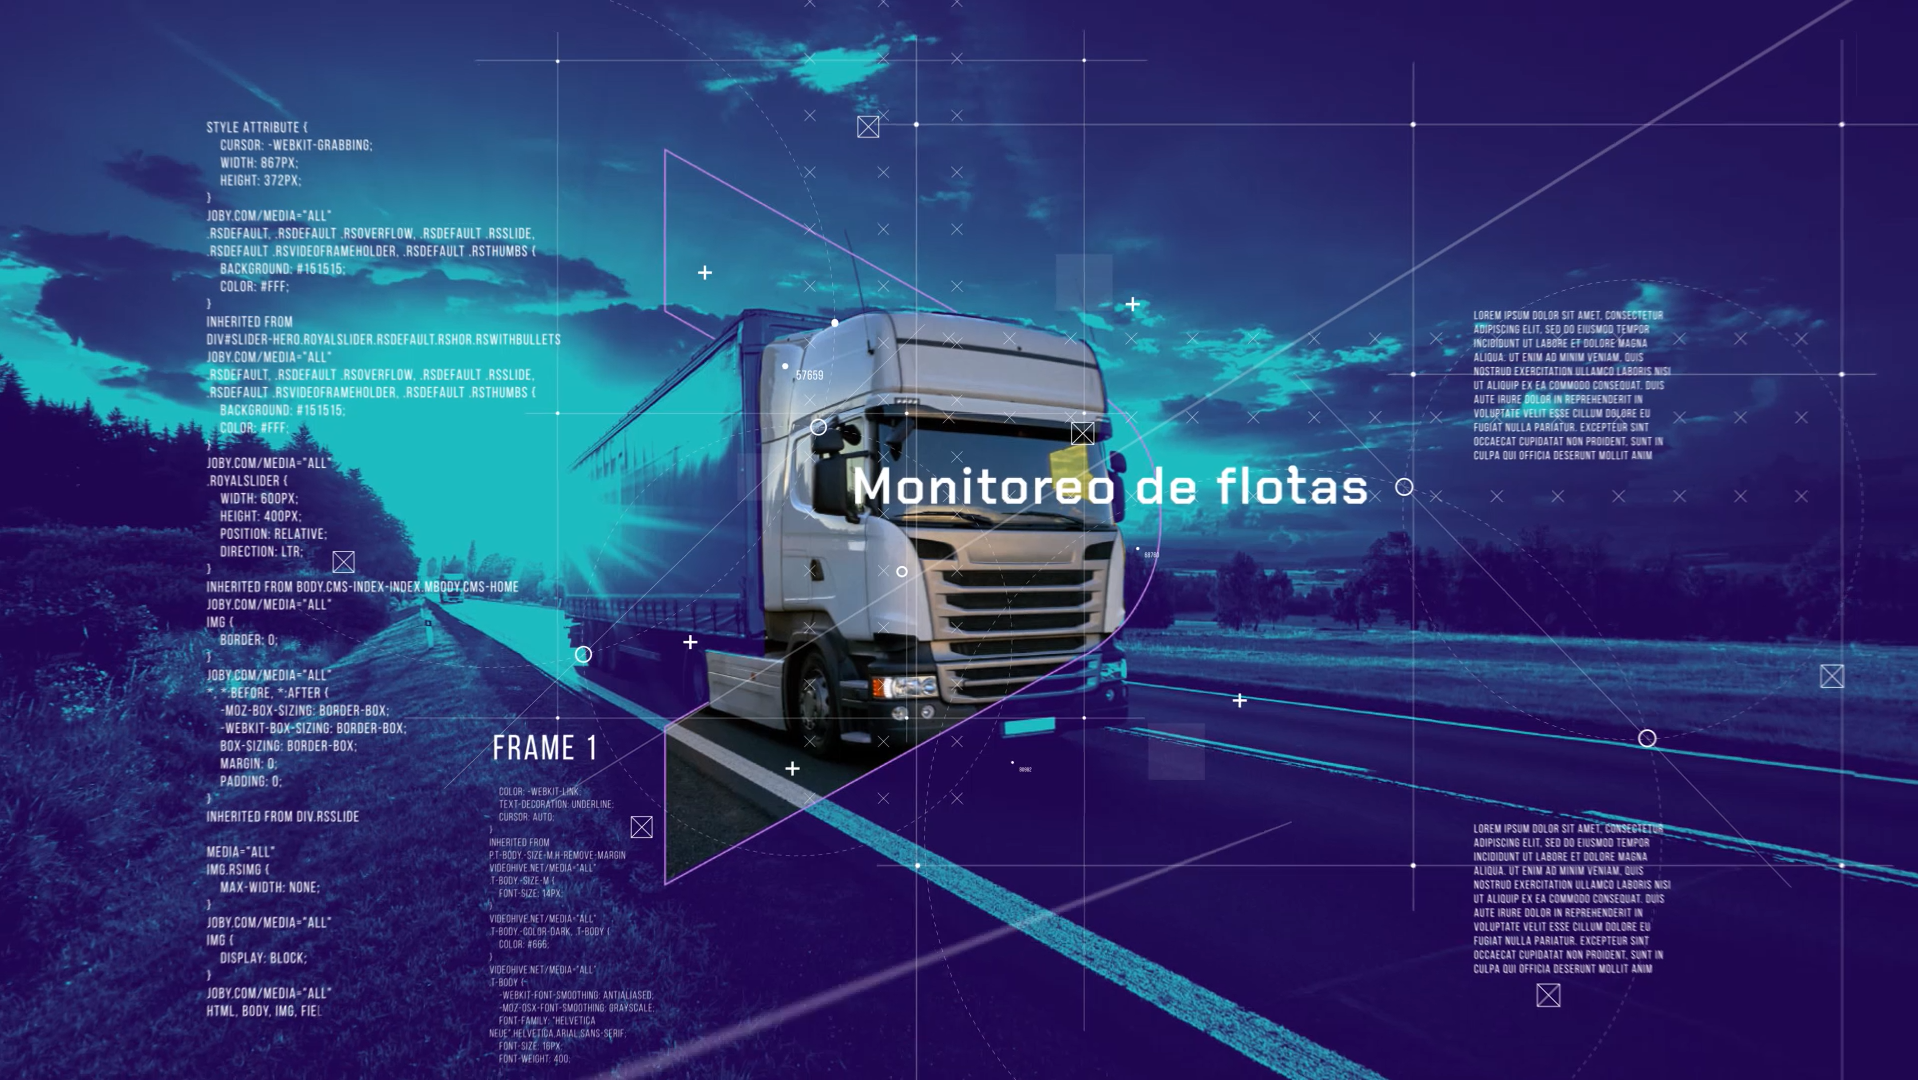 STYLE ATTRIBUTE {
CURSOR: -WEBKIT-GRABBING;
WIDTH: 867PX;
HEIGHT: 372PX;
}
JOBY.COM/MEDIA="ALL"
.RSDEFAULT, .RSDEFAULT .RSOVERFLOW, .RSDEFAULT .RSSLIDE,
.RSDEFAULT .RSVIDEOFRAMEHOLDER, .RSDEFAULT .RSTHUMBS {
BACKGROUND: #151515;
COLOR: #FFF;
}
INHERITED FROM
DIV#SLIDER-HERO.ROYALSLIDER.RSDEFAULT.RSHOR.RSWITHBULLETS
JOBY.COM/MEDIA="ALL"
.RSDEFAULT, .RSDEFAULT .RSOVERFLOW, .RSDEFAULT .RSSLIDE,
.RSDEFAULT .RSVIDEOFRAMEHOLDER, .RSDEFAULT .RSTHUMBS {
BACKGROUND: #151515;
COLOR: #FFF;
}
JOBY.COM/MEDIA="ALL"
.ROYALSLIDER {
WIDTH: 600PX;
HEIGHT: 400PX;
POSITION: RELATIVE;
DIRECTION: LTR;
}
INHERITED FROM BODY.CMS-INDEX-INDEX.MBODY.CMS-HOME
JOBY.COM/MEDIA="ALL"
IMG {
BORDER: 0;
}
JOBY.COM/MEDIA="ALL"
*, *:BEFORE, *:AFTER {
-MOZ-BOX-SIZING: BORDER-BOX;
-WEBKIT-BOX-SIZING: BORDER-BOX;
BOX-SIZING: BORDER-BOX;
MARGIN: 0;
PADDING: 0;
}
INHERITED FROM DIV.RSSLIDE
MEDIA="ALL"
IMG.RSIMG {
MAX-WIDTH: NONE;
}
JOBY.COM/MEDIA="ALL"
IMG {
DISPLAY: BLOCK;
}
JOBY.COM/MEDIA="ALL"
HTML, BODY, IMG, FIEL
FRAME 1
COLOR: -WEBKIT-LINK;
TEXT-DECORATION: UNDERLINE;
CURSOR: AUTO;
}
INHERITED FROM
P.T-BODY.-SIZE-M.H-REMOVE-MARGIN
VIDEOHIVE.NET/MEDIA="ALL"
.T-BODY.-SIZE-M {
FONT-SIZE: 14PX;
}
VIDEOHIVE.NET/MEDIA="ALL"
.T-BODY.-COLOR-DARK, .T-BODY {
COLOR: #666;
}
VIDEOHIVE.NET/MEDIA="ALL"
.T-BODY {
-WEBKIT-FONT-SMOOTHING: ANTIALIASED;
-MOZ-OSX-FONT-SMOOTHING: GRAYSCALE;
FONT-FAMILY: "HELVETICA
NEUE",HELVETICA,ARIAL,SANS-SERIF;
FONT-SIZE: 16PX;
FONT-WEIGHT: 400;
57659
Monitoreo de flotas
LOREM IPSUM DOLOR SIT AMET, CONSECTETUR
ADIPISCING ELIT, SED DO EIUSMOD TEMPOR
INCIDIDUNT UT LABORE ET DOLORE MAGNA
ALIQUA. UT ENIM AD MINIM VENIAM, QUIS
NOSTRUD EXERCITATION ULLAMCO LABORIS NISI
UT ALIQUIP EX EA COMMODO CONSEQUAT. DUIS
AUTE IRURE DOLOR IN REPREHENDERIT IN
VOLUPTATE VELIT ESSE CILLUM DOLORE EU
FUGIAT NULLA PARIATUR. EXCEPTEUR SINT
OCCAECAT CUPIDATAT NON PROIDENT, SUNT IN
CULPA QUI OFFICIA DESERUNT MOLLIT ANIM
LOREM IPSUM DOLOR SIT AMET, CONSECTETUR
ADIPISCING ELIT, SED DO EIUSMOD TEMPOR
INCIDIDUNT UT LABORE ET DOLORE MAGNA
ALIQUA. UT ENIM AD MINIM VENIAM, QUIS
NOSTRUD EXERCITATION ULLAMCO LABORIS NISI
UT ALIQUIP EX EA COMMODO CONSEQUAT. DUIS
AUTE IRURE DOLOR IN REPREHENDERIT IN
VOLUPTATE VELIT ESSE CILLUM DOLORE EU
FUGIAT NULLA PARIATUR. EXCEPTEUR SINT
OCCAECAT CUPIDATAT NON PROIDENT, SUNT IN
CULPA QUI OFFICIA DESERUNT MOLLIT ANIM